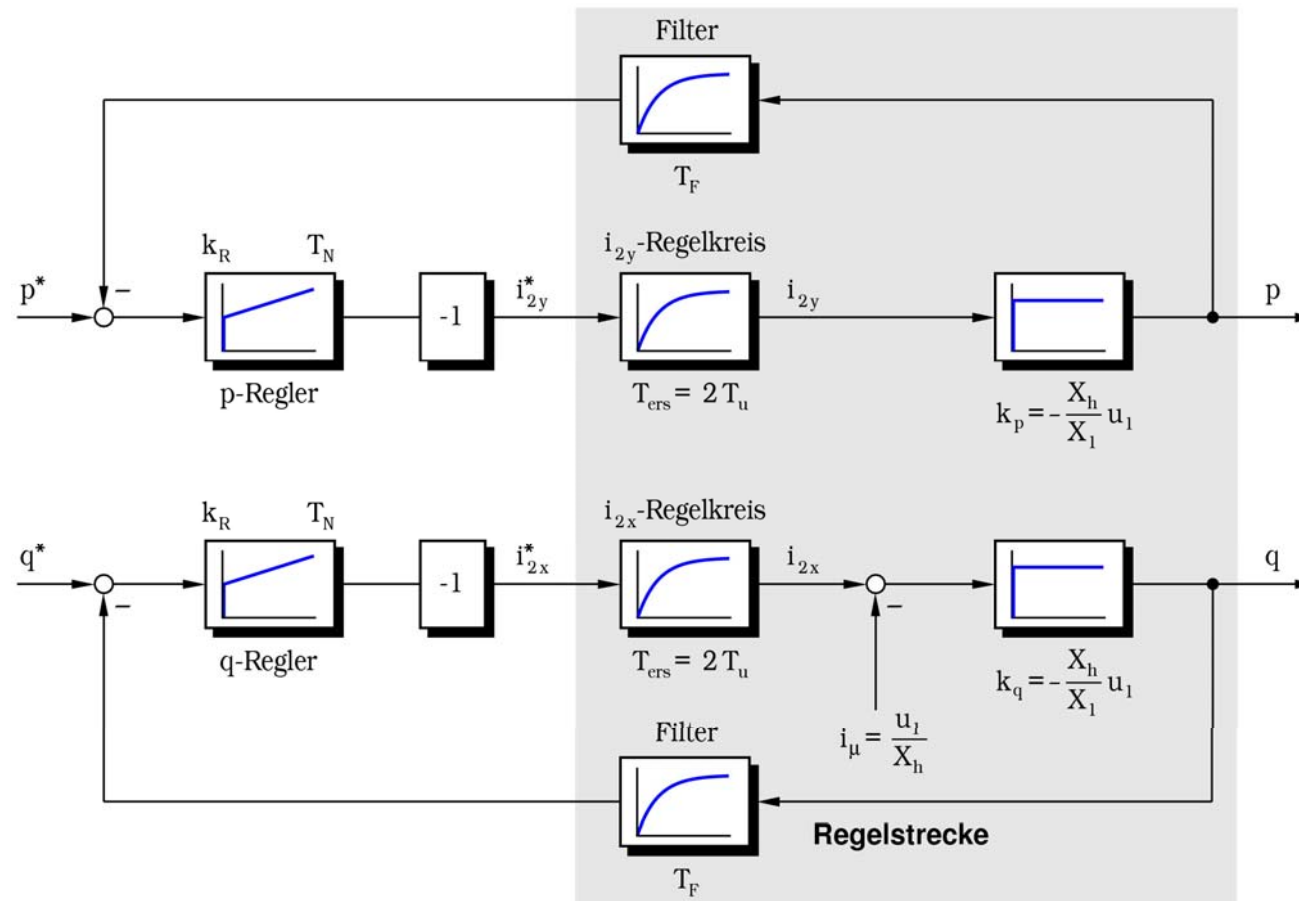 Filter
T_F
k_R T_N i_2y-Regelkreis
p* – -1 i*_2y i_2y p
p-Regler T_ers = 2 T_u k_p = - X_h/X_1 u_1
k_R T_N i_2x-Regelkreis
q* – -1 i*_2x i_2x – q
q-Regler T_ers = 2 T_u k_q = - X_h/X_1 u_1
Filter i_μ = u_1/X_h
Regelstrecke
T_F